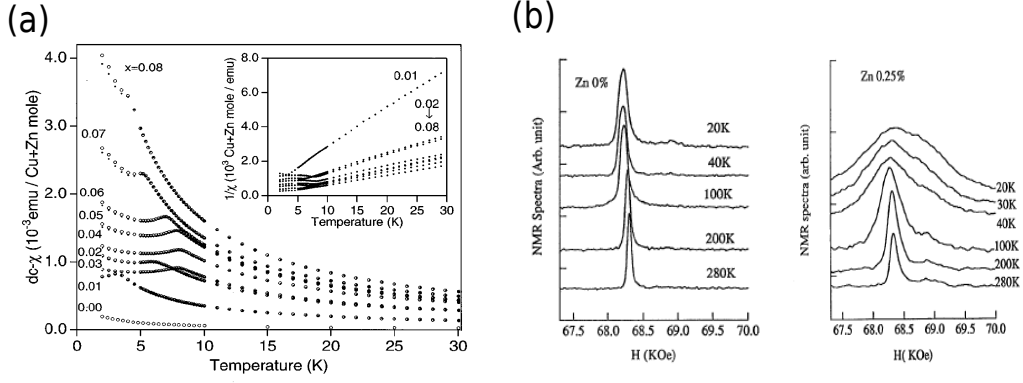 (a)
dc-χ (10⁻³emu / Cu+Zn mole)
4.0
3.0
2.0
1.0
0.0
x=0.08
0.07
0.06
0.05
0.04
0.02
0.03
0.01
0.00
0 5 10 15 20 25 30
Temperature (K)
1/χ (10³ Cu+Zn mole / emu)
8.0
6.0
4.0
2.0
0.0
0.01
0.02
↓
0.08
0 5 10 15 20 25 30
Temperature (K)
(b)
Zn 0%
NMR Spectra (Arb. unit)
20K
40K
100K
200K
280K
67.5 68.0 68.5 69.0 69.5 70.0
H (KOe)
Zn 0.25%
NMR spectra (arb. unit)
20K
30K
40K
100K
200K
280K
67.5 68.0 68.5 69.0 69.5 70.0
H( KOe)